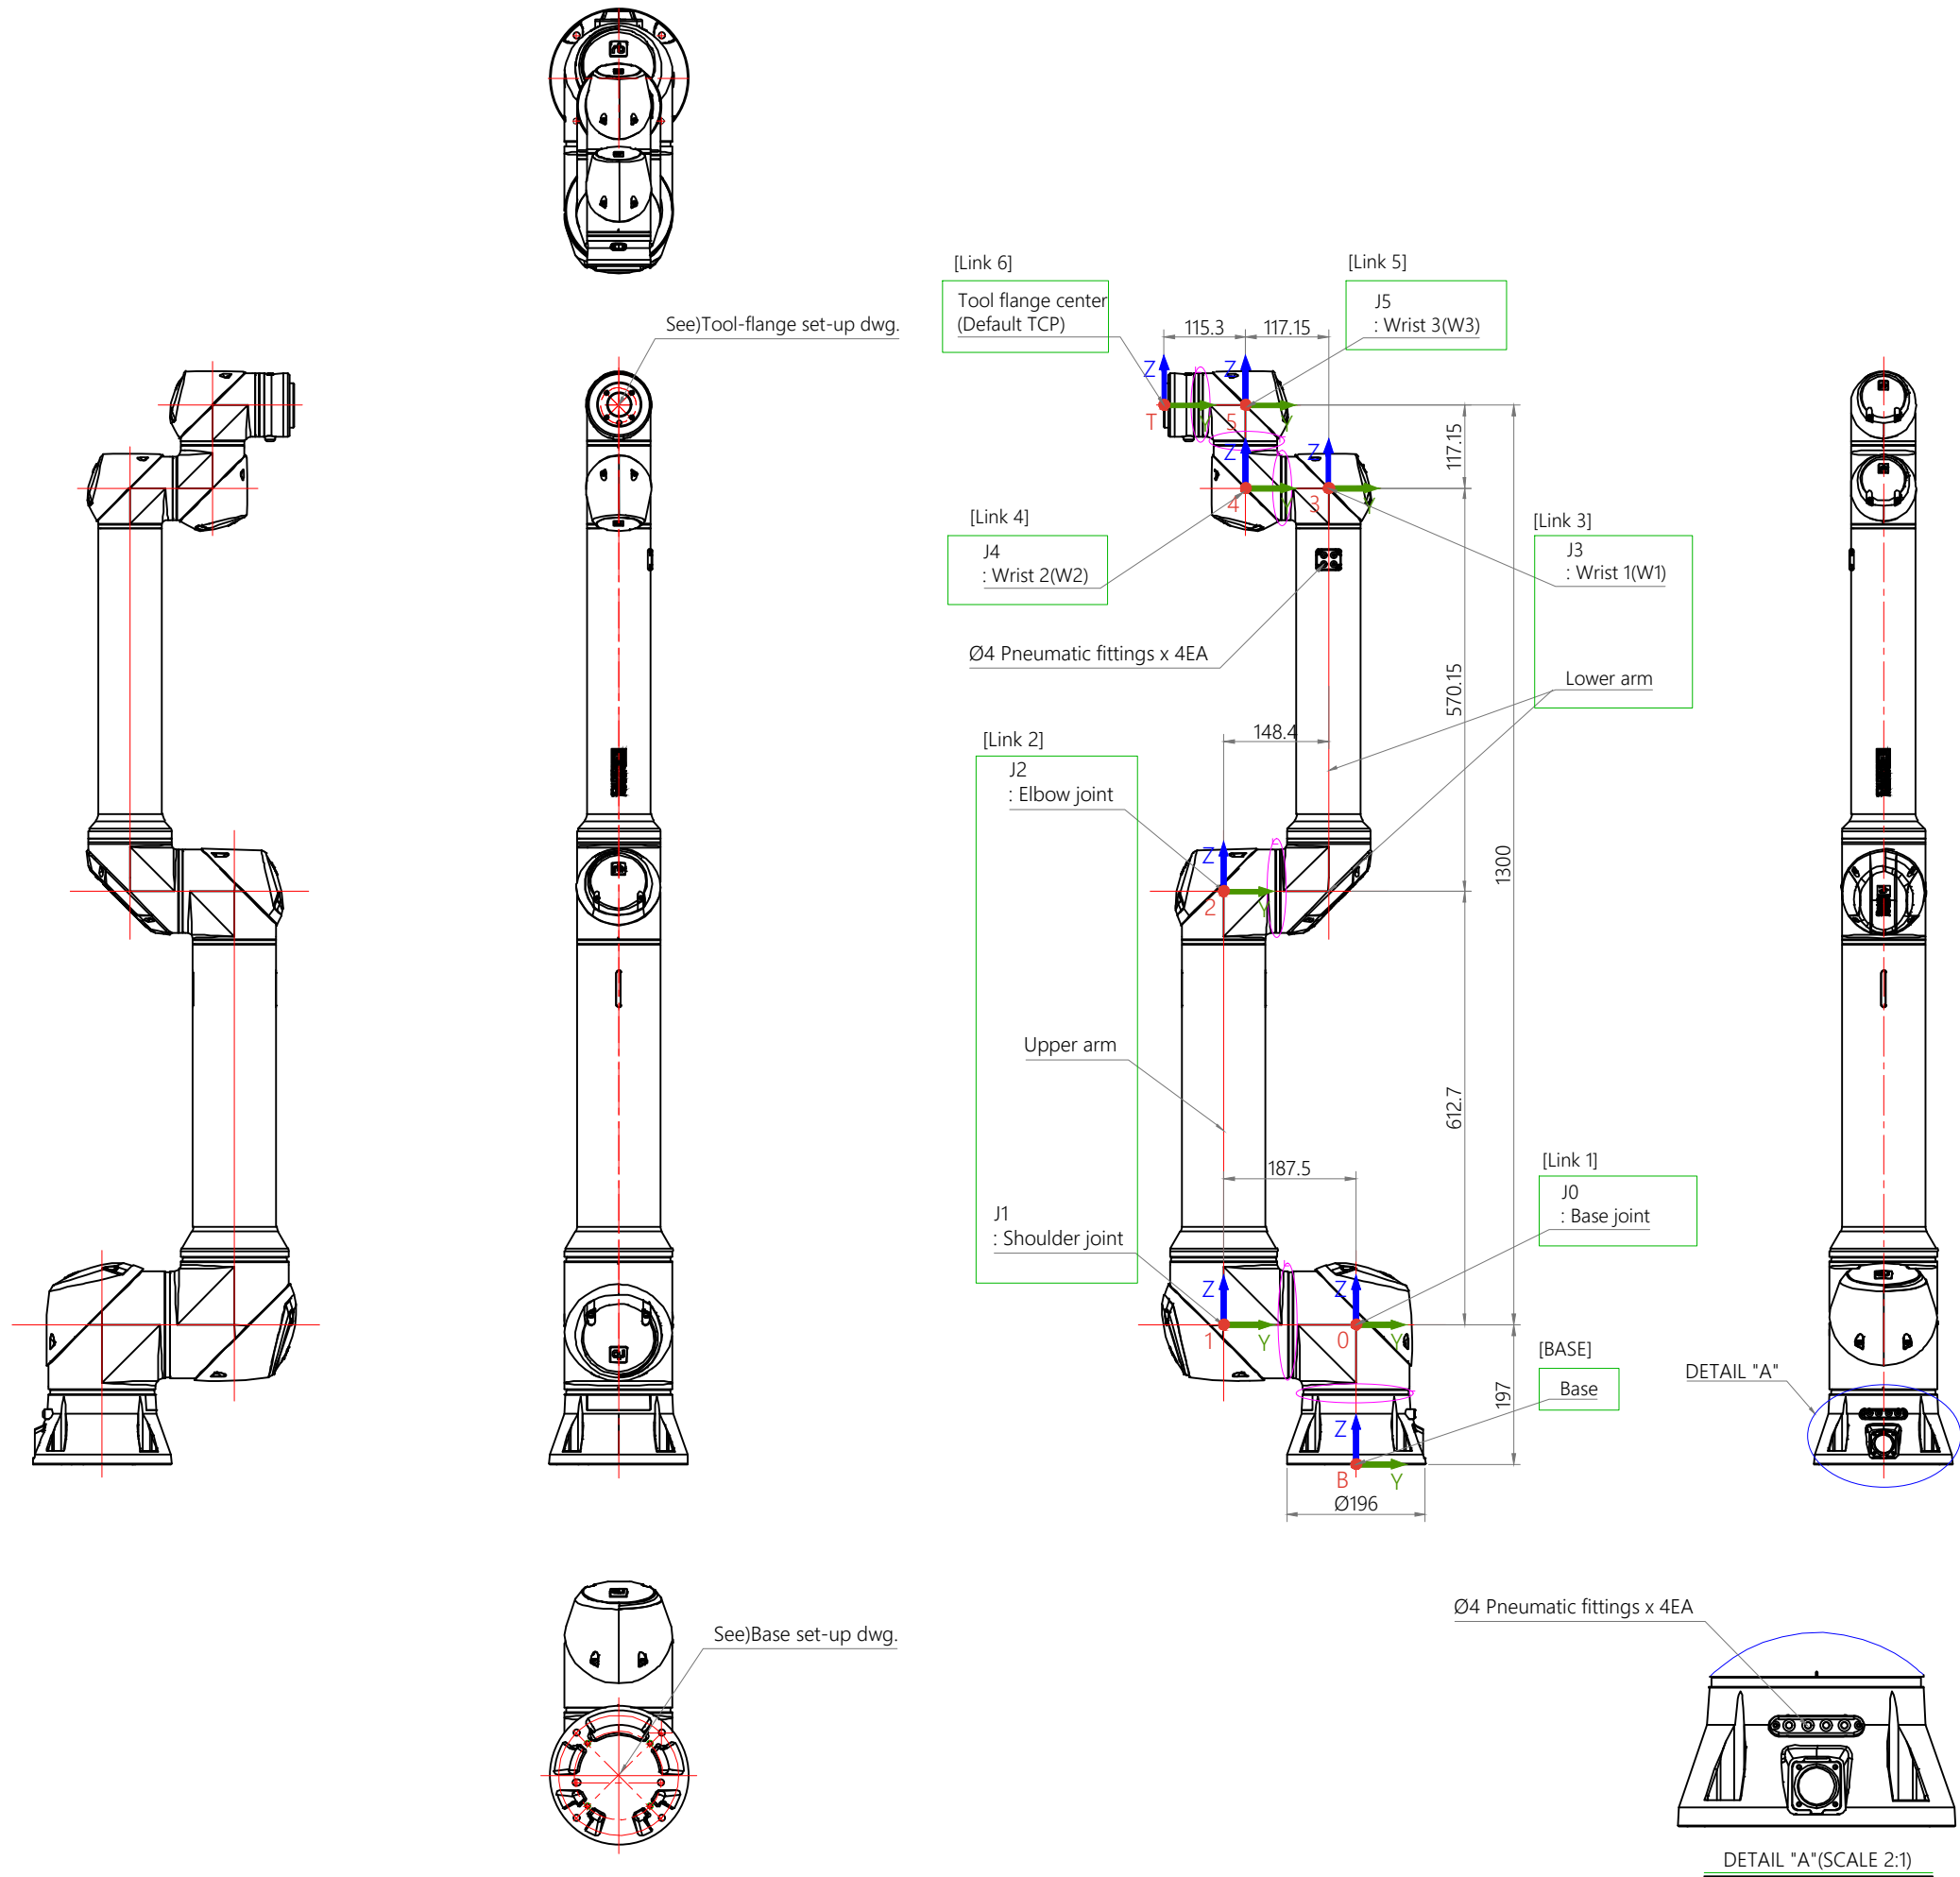 [Link 6]
Tool flange center
(Default TCP)
[Link 5]
J5
: Wrist 3(W3)
See)Tool-flange set-up dwg.
115.3
117.15
Z
Z
T
Y
5
Y
117.15
Z
Z
4
Y
3
Y
[Link 4]
J4
: Wrist 2(W2)
[Link 3]
J3
: Wrist 1(W1)
Lower arm
Ø4 Pneumatic fittings x 4EA
570.15
148.4
[Link 2]
J2
: Elbow joint
1300
Z
2
Y
Upper arm
612.7
187.5
J1
: Shoulder joint
[Link 1]
J0
: Base joint
Z
Z
1
Y
0
Y
[BASE]
Base
197
Z
B
Y
Ø196
DETAIL "A"
See)Base set-up dwg.
Ø4 Pneumatic fittings x 4EA
DETAIL "A"(SCALE 2:1)